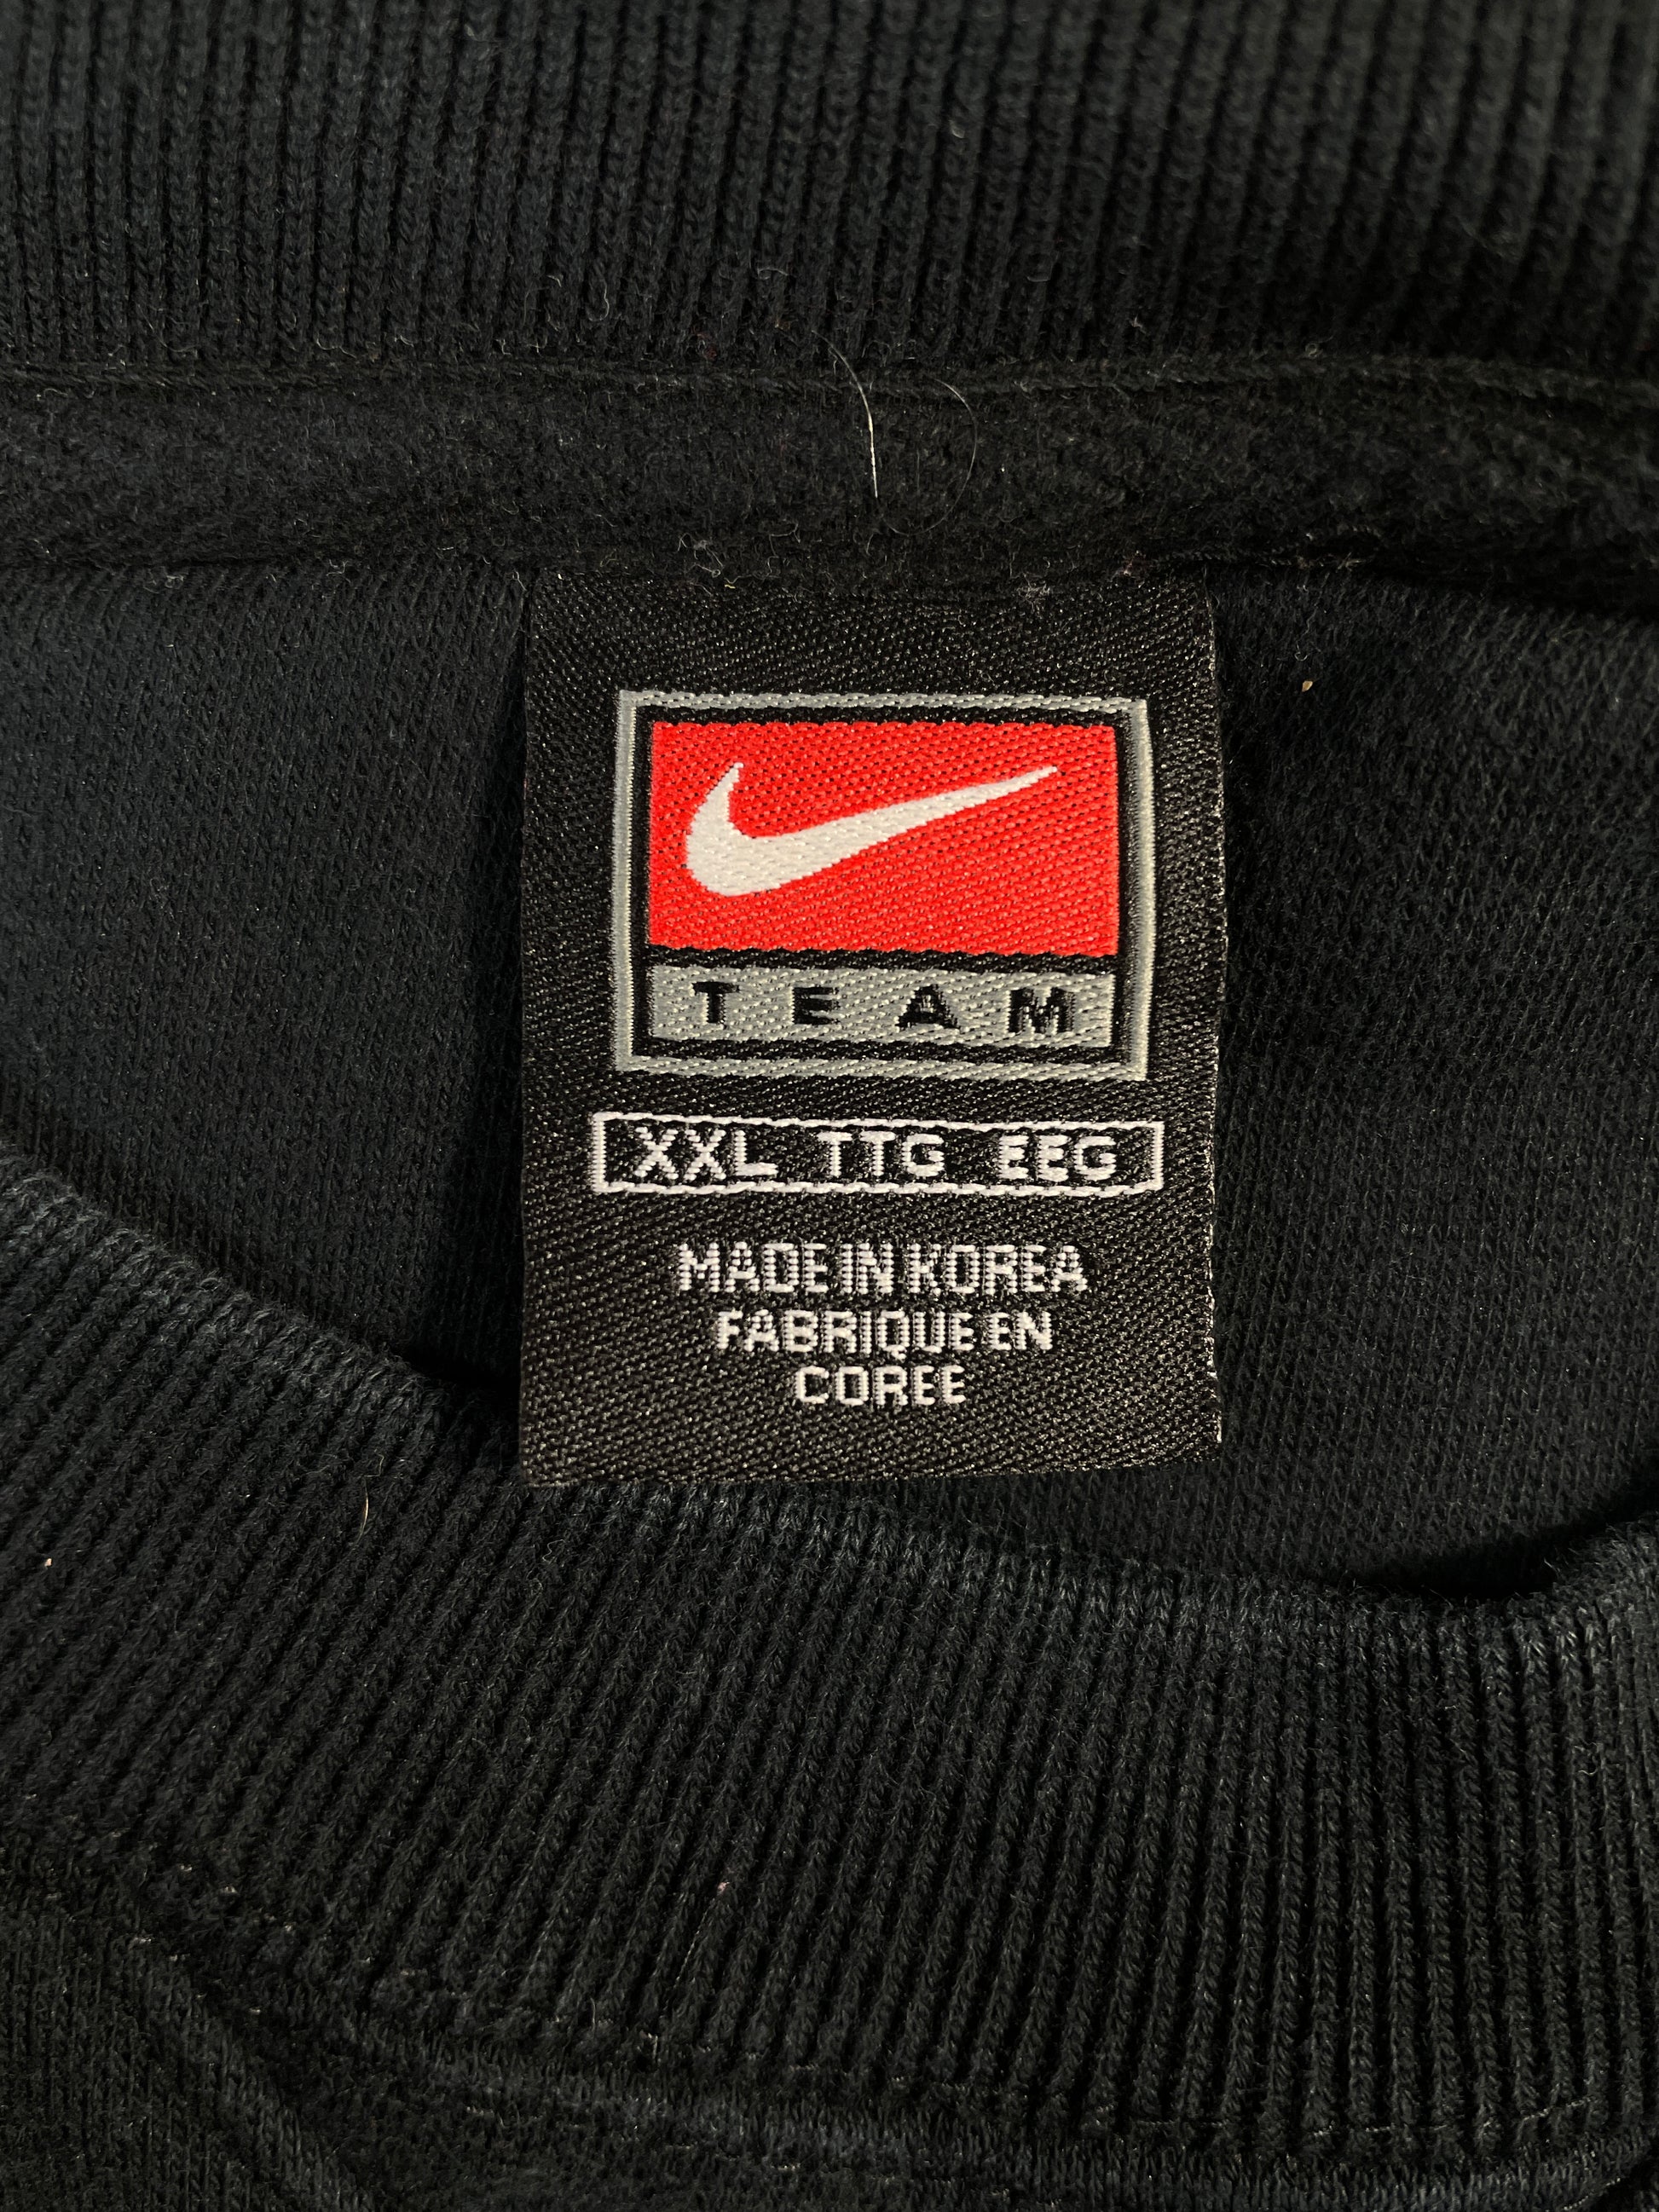 TEAM
XXL TTG EEG
MADE IN KOREA
FABRIQUE EN
COREE